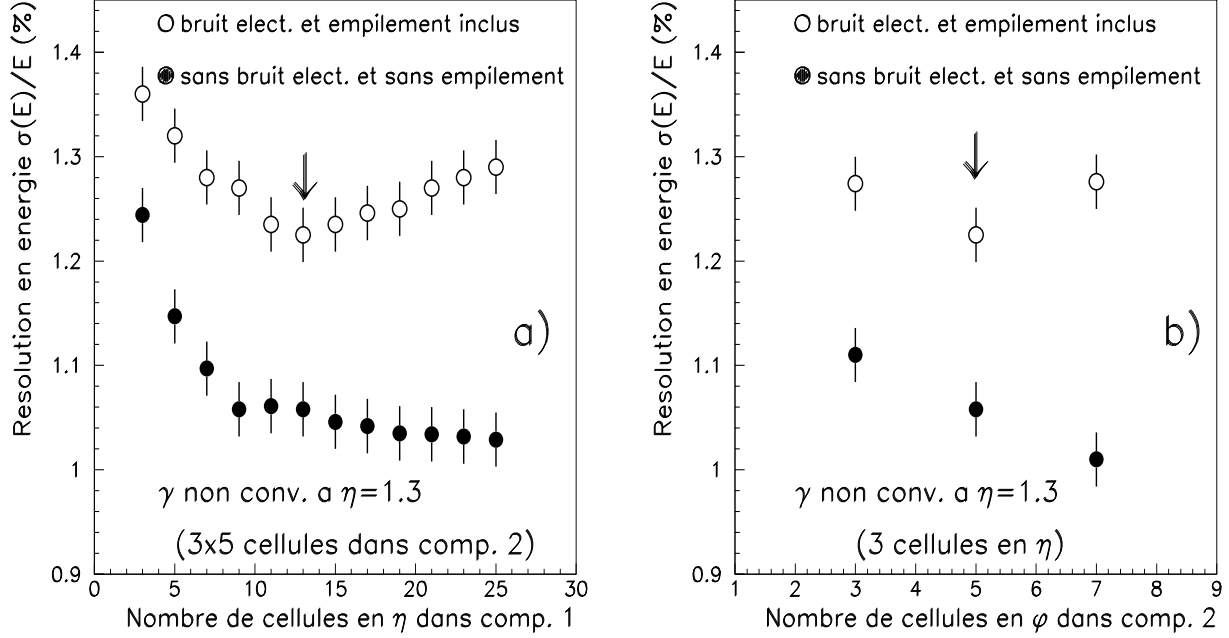 Resolution en energie σ(E)/E (%)
○ bruit elect. et empilement inclus
● sans bruit elect. et sans empilement
1.4
1.3
1.2
1.1
1
0.9
a)
γ non conv. a η=1.3
(3x5 cellules dans comp. 2)
0 5 10 15 20 25 30
Nombre de cellules en η dans comp. 1
Resolution en energie σ(E)/E (%)
○ bruit elect. et empilement inclus
● sans bruit elect. et sans empilement
1.4
1.3
1.2
1.1
1
0.9
b)
γ non conv. a η=1.3
(3 cellules en η)
1 2 3 4 5 6 7 8 9
Nombre de cellules en φ dans comp. 2